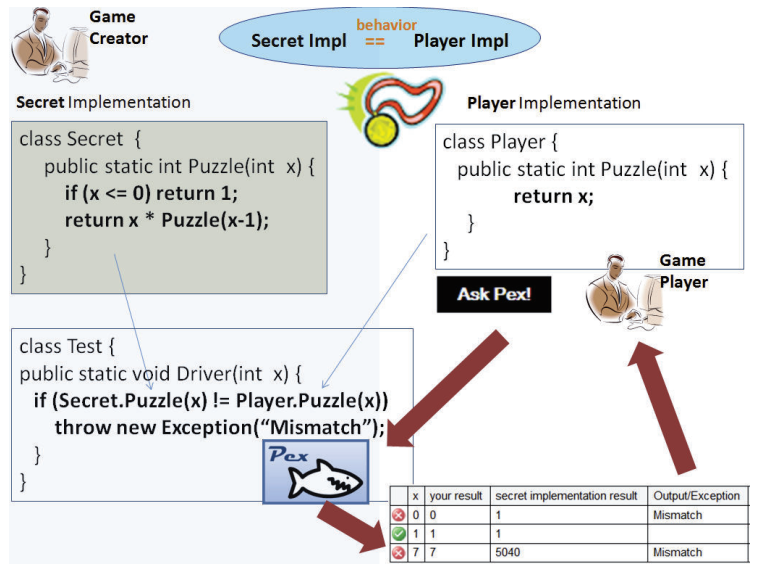 Game
Creator
behavior
Secret Impl == Player Impl
Secret Implementation
class Secret {
public static int Puzzle(int x) {
if (x <= 0) return 1;
return x * Puzzle(x-1);
}
}
Player Implementation
class Player {
public static int Puzzle(int x) {
return x;
}
}
Ask Pex!
Game
Player
class Test {
public static void Driver(int x) {
if (Secret.Puzzle(x) != Player.Puzzle(x))
throw new Exception(“Mismatch”);
}
}
Pex
x your result secret implementation result Output/Exception
0 0 1 Mismatch
1 1 1
7 7 5040 Mismatch